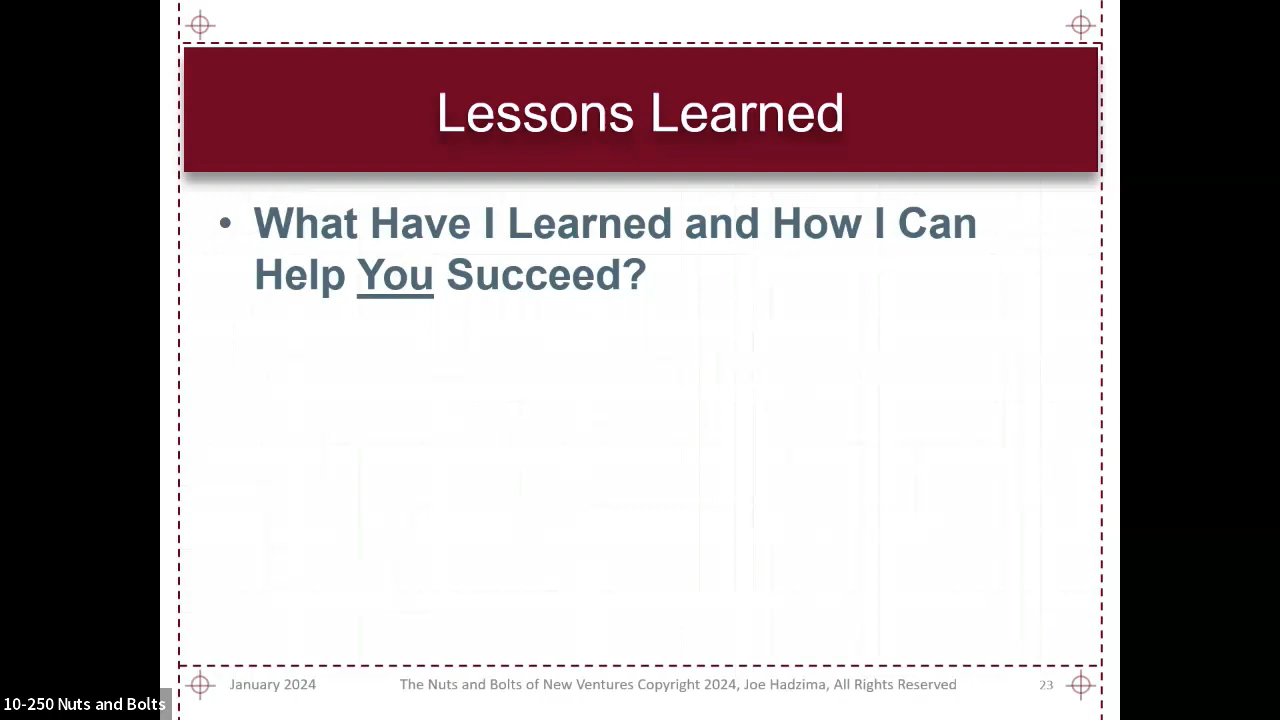 Lessons Learned
• What Have I Learned and How I Can
Help You Succeed?
January 2024 The Nuts and Bolts of New Ventures Copyright 2024, Joe Hadzima, All Rights Reserved 23
10-250 Nuts and Bolts